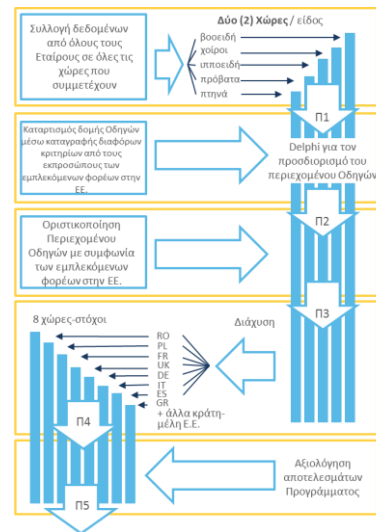 Συλλογή δεδομένων
από όλους τους
Εταίρους σε όλες τις
χώρες που
συμμετέχουν
Δύο (2) Χώρες / είδος
βοοειδή
χοίροι
ιπποειδή
πρόβατα
πτηνά
Π1
Καταρτισμός δομής Οδηγών
μέσω καταγραφής διαφόρων
κριτηρίων από τους
εκπροσώπους των
εμπλεκόμενων φορέων στην
ΕΕ.
Delphi για τον
προσδιορισμό του
περιεχομένου Οδηγών
Π2
Οριστικοποίηση
Περιεχομένου
Οδηγών με συμφωνία
των εμπλεκόμενων
φορέων στην ΕΕ.
Π3
8 χώρες-στόχοι
Διάχυση
RO
PL
FR
UK
DE
IT
ES
GR
+ άλλα κράτη-
μέλη Ε.Ε.
Π4
Αξιολόγηση
αποτελεσμάτων
Προγράμματος
Π5